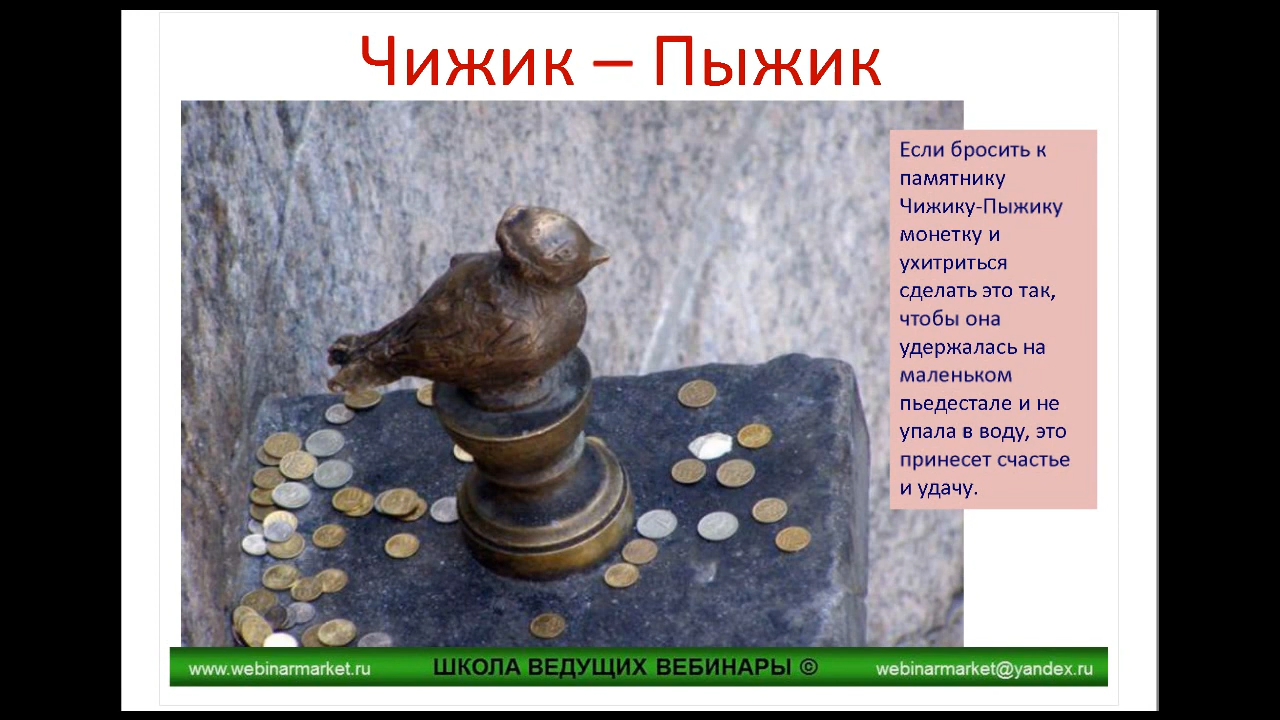 Чижик – Пыжик
Если бросить к
памятнику
Чижику-Пыжику
монетку и
ухитриться
сделать это так,
чтобы она
удержалась на
маленьком
пьедестале и не
упала в воду, это
принесет счастье
и удачу.
www.webinarmarket.ru ШКОЛА ВЕДУЩИХ ВЕБИНАРЫ © webinarmarket@yandex.ru